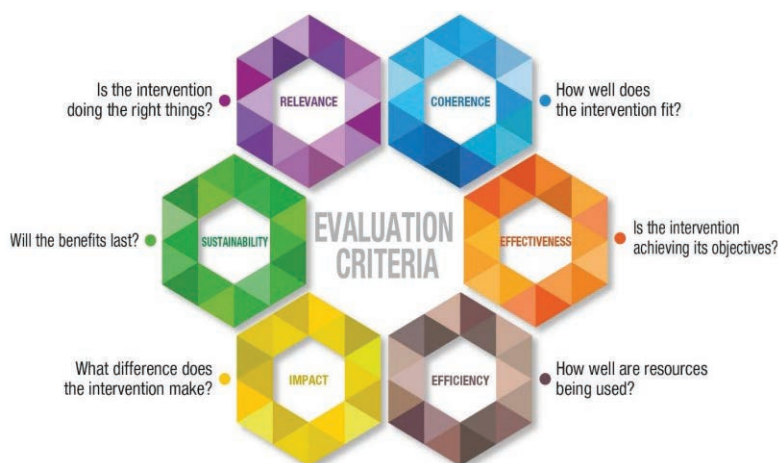 Is the intervention
doing the right things?
RELEVANCE
COHERENCE
How well does
the intervention fit?
Will the benefits last?
SUSTAINABILITY
EVALUATION
CRITERIA
EFFECTIVENESS
Is the intervention
achieving its objectives?
What difference does
the intervention make?
IMPACT
EFFICIENCY
How well are resources
being used?